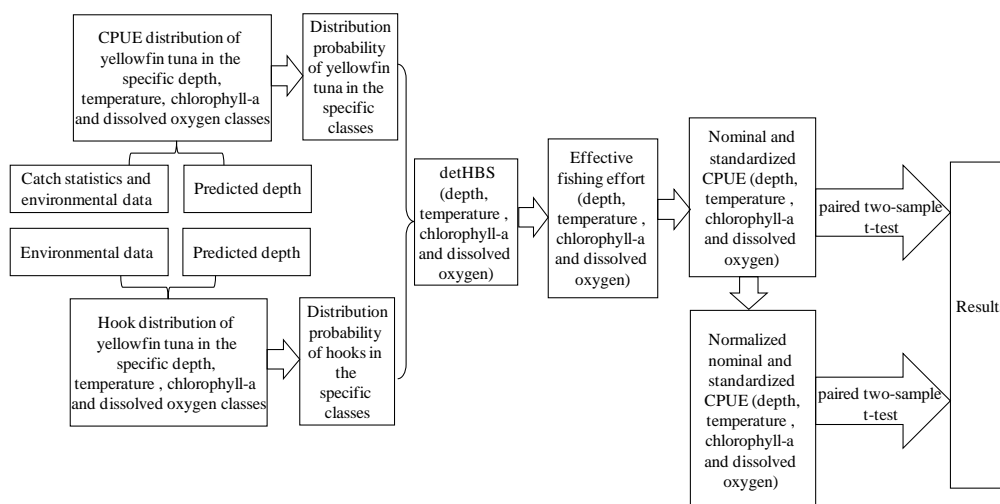 CPUE distribution of
yellowfin tuna in the
specific depth,
temperature, chlorophyll-a
and dissolved oxygen classes
Distribution
probability
of yellowfin
tuna in the
specific
classes
Catch statistics and
environmental data
Predicted depth
Environmental data
Predicted depth
Hook distribution of
yellowfin tuna in the
specific depth,
temperature , chlorophyll-a
and dissolved oxygen classes
Distribution
probability
of hooks in
the
specific
classes
detHBS
(depth,
temperature ,
chlorophyll-a
and dissolved
oxygen)
Effective
fishing effort
(depth,
temperature ,
chlorophyll-a
and dissolved
oxygen)
Nominal and
standardized
CPUE (depth,
temperature ,
chlorophyll-a
and dissolved
oxygen)
paired two-sample
t-test
Normalized
nominal and
standardized
CPUE (depth,
temperature ,
chlorophyll-a
and dissolved
oxygen)
paired two-sample
t-test
Result